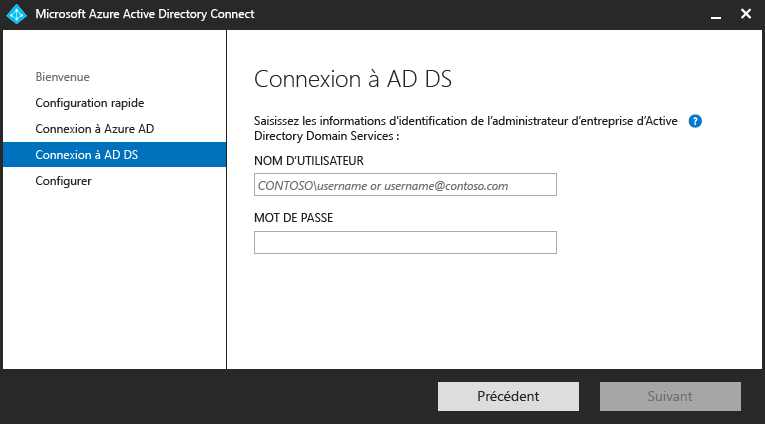 Microsoft Azure Active Directory Connect
Bienvenue
Configuration rapide
Connexion à Azure AD
Connexion à AD DS
Configurer
Connexion à AD DS
Saisissez les informations d'identification de l'administrateur d'entreprise d'Active ?
Directory Domain Services :
NOM D'UTILISATEUR
CONTOSO\username or username@contoso.com
MOT DE PASSE
Précédent
Suivant